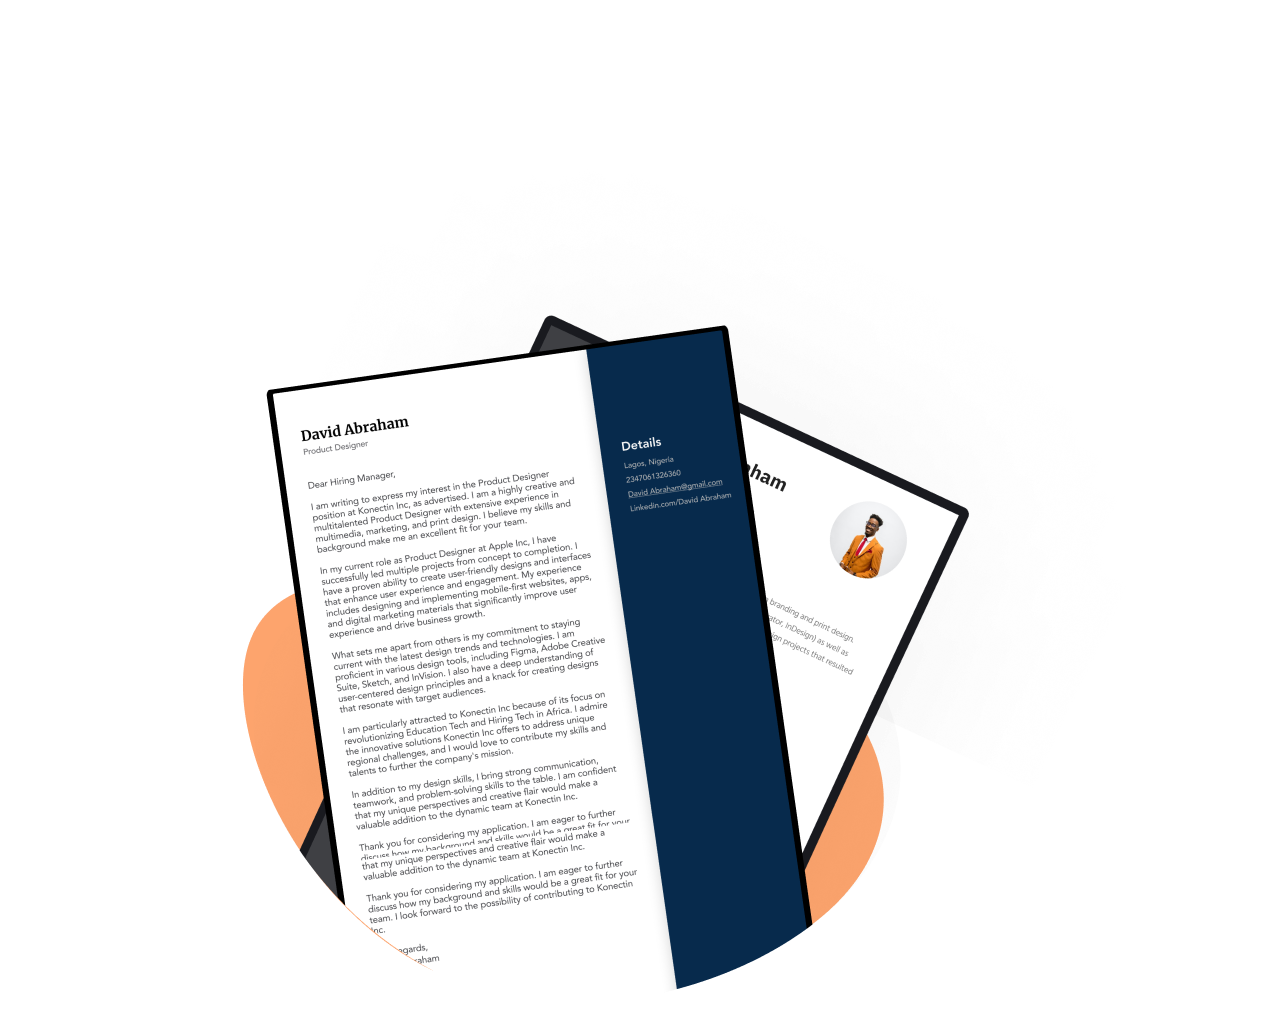 David Abraham
Product Designer
Dear Hiring Manager,
I am writing to express my interest in the Product Designer
position at Konectin Inc, as advertised. I am a highly creative and
multitalented Product Designer with extensive experience in
multimedia, marketing, and print design. I believe my skills and
background make me an excellent fit for your team.
In my current role as Product Designer at Apple Inc, I have
successfully led multiple projects from concept to completion. I
have a proven ability to create user-friendly designs and interfaces
that enhance user experience and engagement. My experience
includes designing and implementing mobile-first websites, apps,
and digital marketing materials that significantly improve user
experience and drive business growth.
What sets me apart from others is my commitment to staying
current with the latest design trends and technologies. I am
proficient in various design tools, including Figma, Adobe Creative
Suite, Sketch, and InVision. I also have a deep understanding of
user-centered design principles and a knack for creating designs
that resonate with target audiences.
I am particularly attracted to Konectin Inc because of its focus on
revolutionizing Education Tech and Hiring Tech in Africa. I admire
the innovative solutions Konectin Inc offers to address unique
regional challenges, and I would love to contribute my skills and
talents to further the company's mission.
In addition to my design skills, I bring strong communication,
teamwork, and problem-solving skills to the table. I am confident
that my unique perspectives and creative flair would make a
valuable addition to the dynamic team at Konectin Inc.
Thank you for considering my application. I am eager to further
discuss how my background and skills would be a great fit for your
that my unique perspectives and creative flair would make a
valuable addition to the dynamic team at Konectin Inc.
Thank you for considering my application. I am eager to further
discuss how my background and skills would be a great fit for your
team. I look forward to the possibility of contributing to Konectin
Inc.
egards,
raham
Details
Lagos, Nigeria
2347061326360
David Abraham@gmail.com
Linkedin.com/David Abraham
ham
branding and print design.
ator, InDesign) as well as
ign projects that resulted